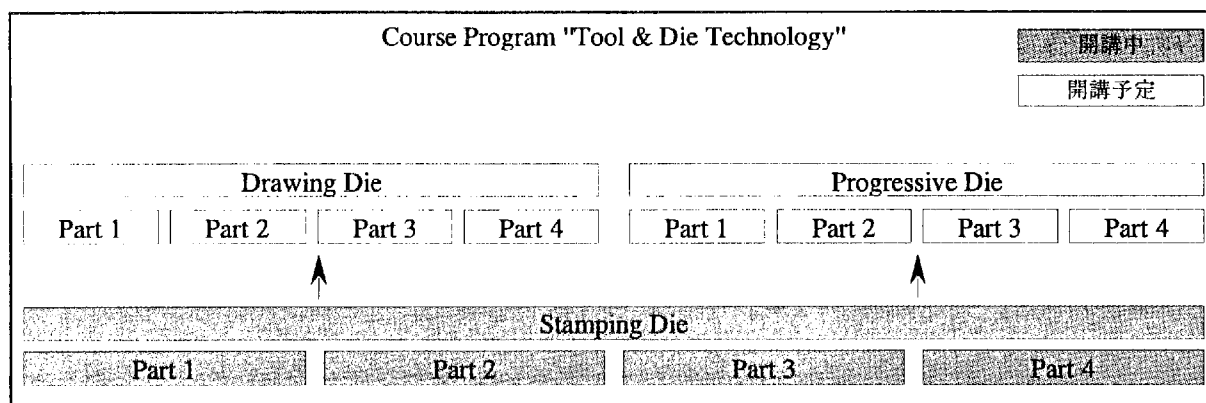 Course Program "Tool & Die Technology"
開講中
開講予定
Drawing Die
Progressive Die
Part 1
Part 2
Part 3
Part 4
Part 1
Part 2
Part 3
Part 4
Stamping Die
Part 1
Part 2
Part 3
Part 4